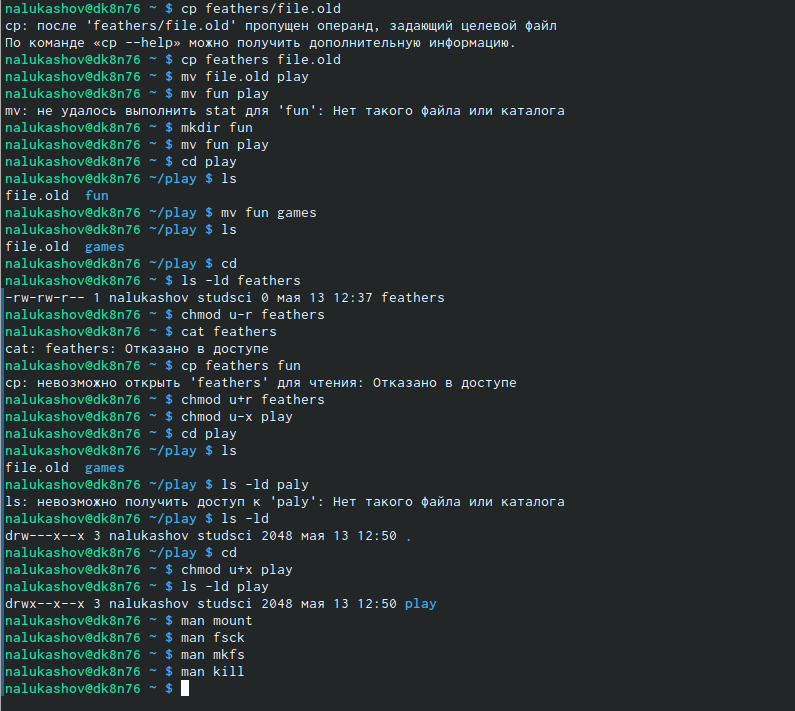 nalukashov@dk8n76 ~ $ cp feathers/file.old
cp: после 'feathers/file.old' пропущен операнд, задающий целевой файл
По команде «cp --help» можно получить дополнительную информацию.
nalukashov@dk8n76 ~ $ cp feathers file.old
nalukashov@dk8n76 ~ $ mv file.old play
nalukashov@dk8n76 ~ $ mv fun play
mv: не удалось выполнить stat для 'fun': Нет такого файла или каталога
nalukashov@dk8n76 ~ $ mkdir fun
nalukashov@dk8n76 ~ $ mv fun play
nalukashov@dk8n76 ~ $ cd play
nalukashov@dk8n76 ~/play $ ls
file.old  fun
nalukashov@dk8n76 ~/play $ mv fun games
nalukashov@dk8n76 ~/play $ ls
file.old  games
nalukashov@dk8n76 ~/play $ cd
nalukashov@dk8n76 ~ $ ls -ld feathers
-rw-rw-r-- 1 nalukashov studsci 0 мая 13 12:37 feathers
nalukashov@dk8n76 ~ $ chmod u-r feathers
nalukashov@dk8n76 ~ $ cat feathers
cat: feathers: Отказано в доступе
nalukashov@dk8n76 ~ $ cp feathers fun
cp: невозможно открыть 'feathers' для чтения: Отказано в доступе
nalukashov@dk8n76 ~ $ chmod u+r feathers
nalukashov@dk8n76 ~ $ chmod u-x play
nalukashov@dk8n76 ~ $ cd play
nalukashov@dk8n76 ~/play $ ls
file.old  games
nalukashov@dk8n76 ~/play $ ls -ld paly
ls: невозможно получить доступ к 'paly': Нет такого файла или каталога
nalukashov@dk8n76 ~/play $ ls -ld
drw---x--x 3 nalukashov studsci 2048 мая 13 12:50 .
nalukashov@dk8n76 ~/play $ cd
nalukashov@dk8n76 ~ $ chmod u+x play
nalukashov@dk8n76 ~ $ ls -ld play
drwx--x--x 3 nalukashov studsci 2048 мая 13 12:50 play
nalukashov@dk8n76 ~ $ man mount
nalukashov@dk8n76 ~ $ man fsck
nalukashov@dk8n76 ~ $ man mkfs
nalukashov@dk8n76 ~ $ man kill
nalukashov@dk8n76 ~ $